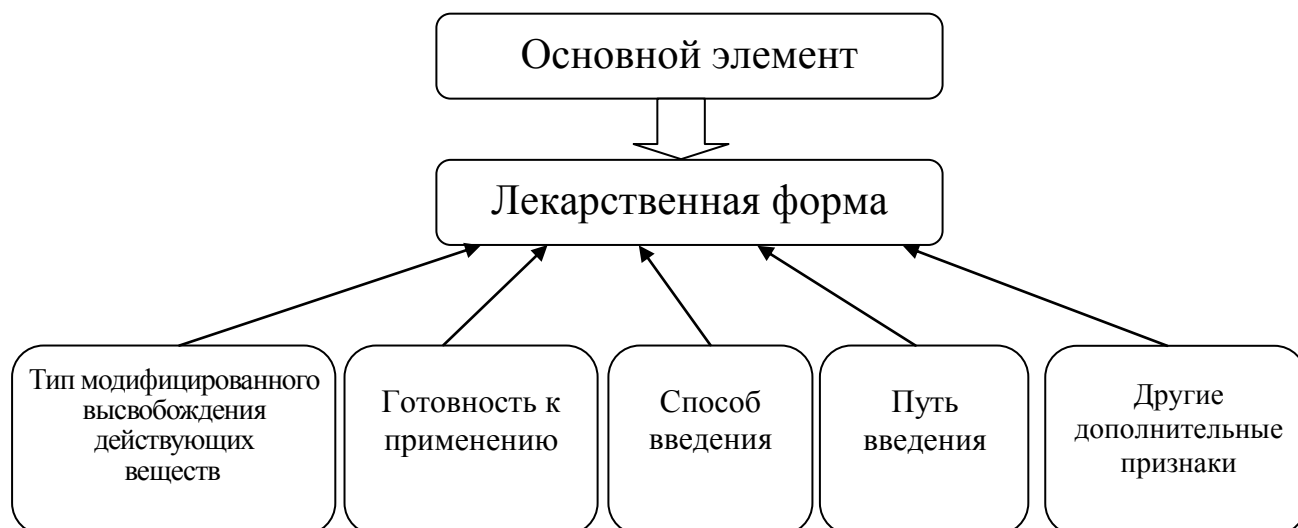 Основной элемент
Лекарственная форма
Тип модифицированного
высвобождения
действующих
веществ
Готовность к
применению
Способ
введения
Путь
введения
Другие
дополнительные
признаки